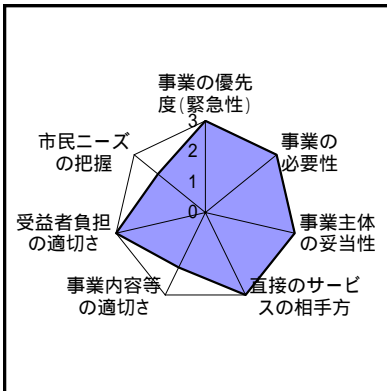 事業の優先
度(緊急性)
事業の
必要性
事業主体
の妥当性
直接のサービ
スの相手方
事業内容等
の適切さ
受益者負担
の適切さ
市民ニーズ
の把握
3
2
1
0